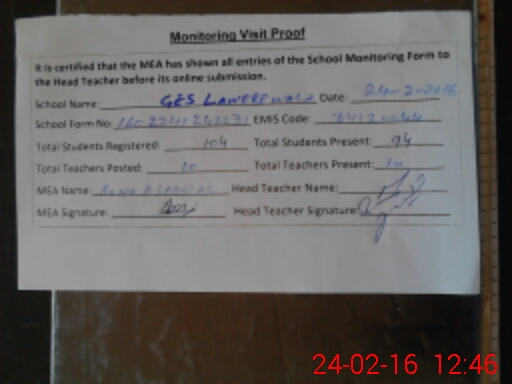 Monitoring Visit Proof
It is certified that the MEA has shown all entries of the School Monitoring Form to
the Head Teacher before its online submission.
School Name: GES Date: 24-2-2016
School Form No: EMIS Code:
Total Students Registered: 104 Total Students Present: 94
Total Teachers Posted: 10 Total Teachers Present: 10
MEA Name: Head Teacher Name:
MEA Signature: Head Teacher Signature:
24-02-16 12:46